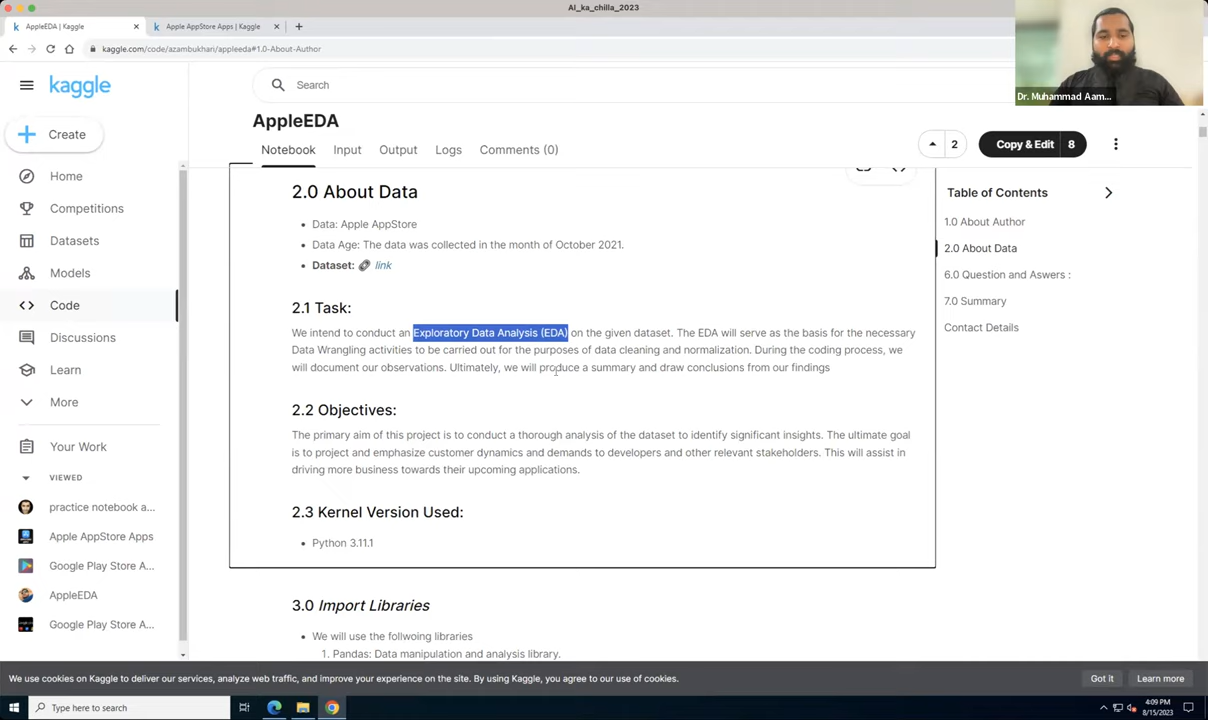 AI_ka_chilla_2023
AppleEDA | Kaggle
Apple AppStore Apps | Kaggle
kaggle.com/code/azambukhari/appleeda#1.0-About-Author
Dr. Muhammad Aam...
kaggle
Search
Create
Home
Competitions
Datasets
Models
Code
Discussions
Learn
More
Your Work
VIEWED
practice notebook a...
Apple AppStore Apps
Google Play Store A...
AppleEDA
Google Play Store A...
AppleEDA
2
Copy & Edit 8
Notebook Input Output Logs Comments (0)
2.0 About Data
Data: Apple AppStore
Data Age: The data was collected in the month of October 2021.
Dataset: link
2.1 Task:
We intend to conduct an Exploratory Data Analysis (EDA) on the given dataset. The EDA will serve as the basis for the necessary
Data Wrangling activities to be carried out for the purposes of data cleaning and normalization. During the coding process, we
will document our observations. Ultimately, we will produce a summary and draw conclusions from our findings
2.2 Objectives:
The primary aim of this project is to conduct a thorough analysis of the dataset to identify significant insights. The ultimate goal
is to project and emphasize customer dynamics and demands to developers and other relevant stakeholders. This will assist in
driving more business towards their upcoming applications.
2.3 Kernel Version Used:
Python 3.11.1
3.0 Import Libraries
We will use the follwoing libraries
1. Pandas: Data manipulation and analysis library.
Table of Contents
1.0 About Author
2.0 About Data
6.0 Question and Aswers :
7.0 Summary
Contact Details
We use cookies on Kaggle to deliver our services, analyze web traffic, and improve your experience on the site. By using Kaggle, you agree to our use of cookies.
Got it
Learn more
Type here to search
4:09 PM
8/15/2023